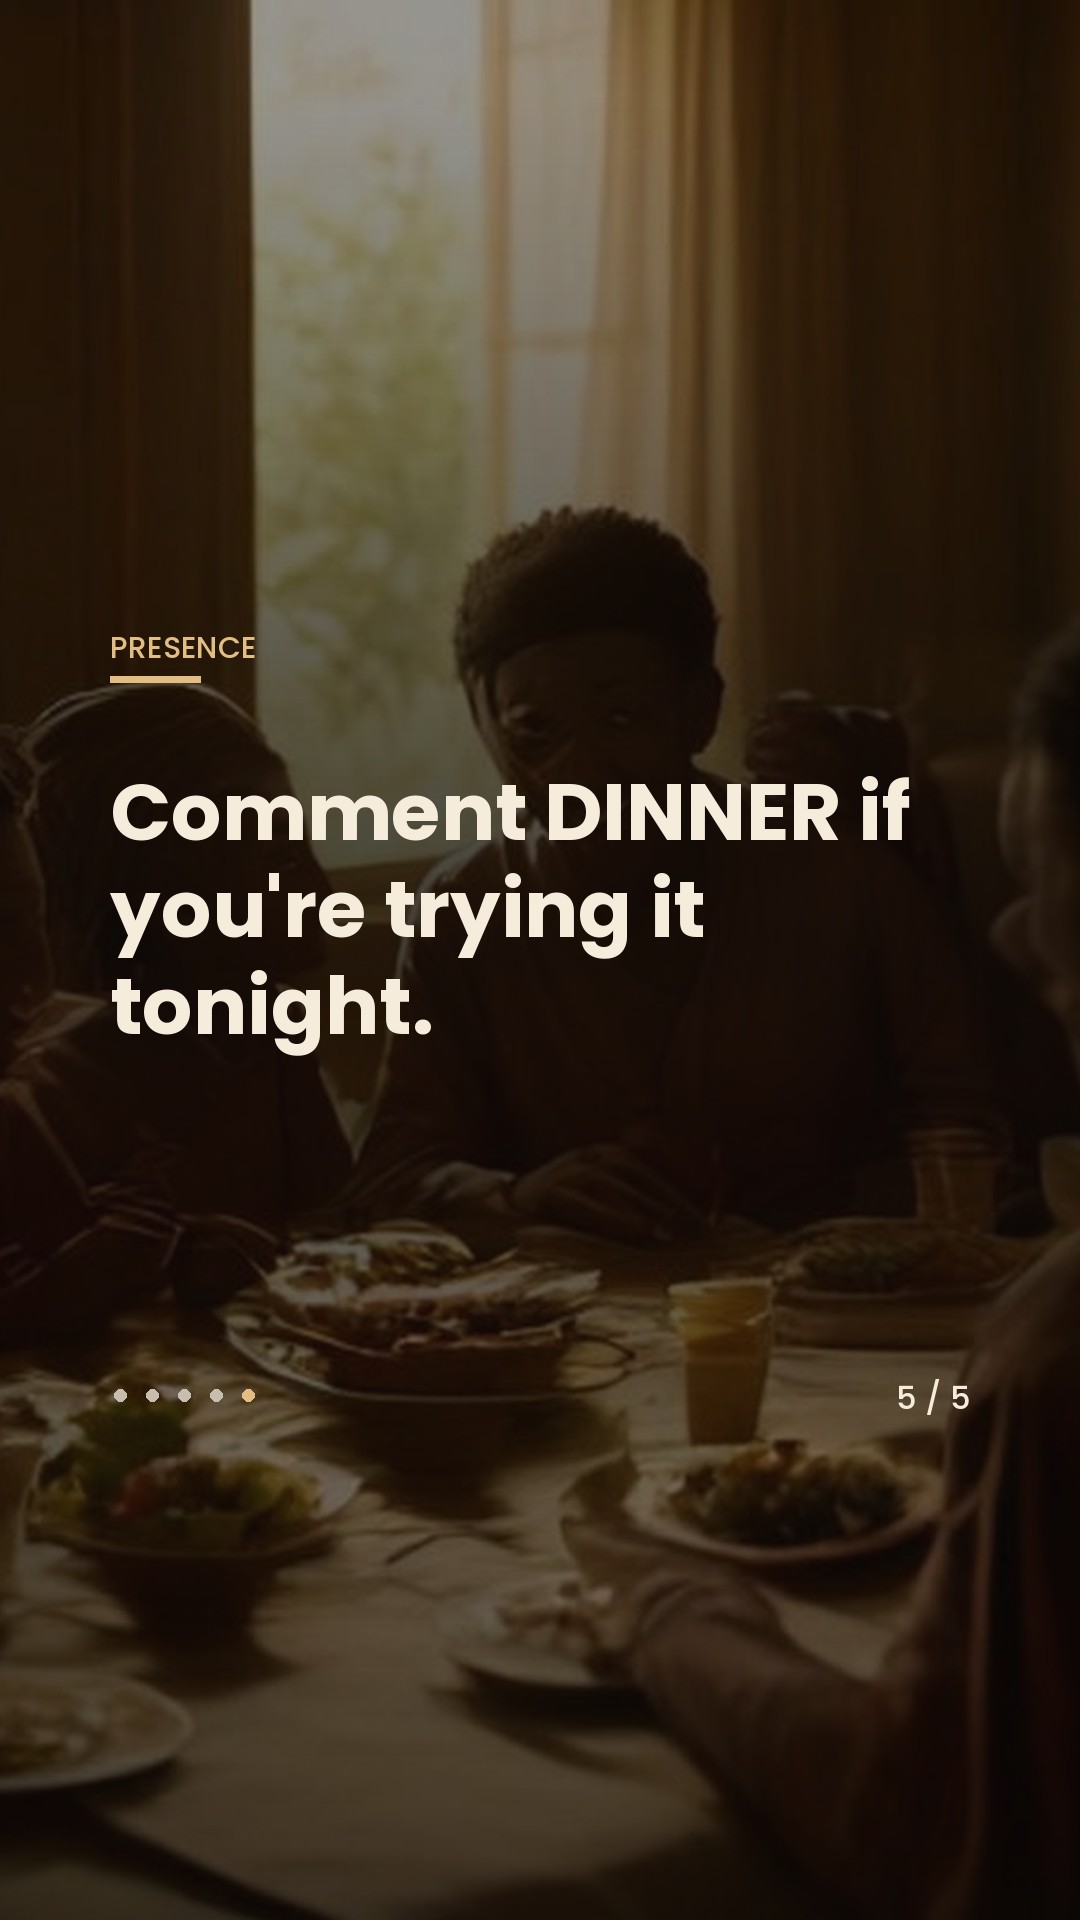 PRESENCE
Comment DINNER if
you're trying it
tonight.
5 / 5